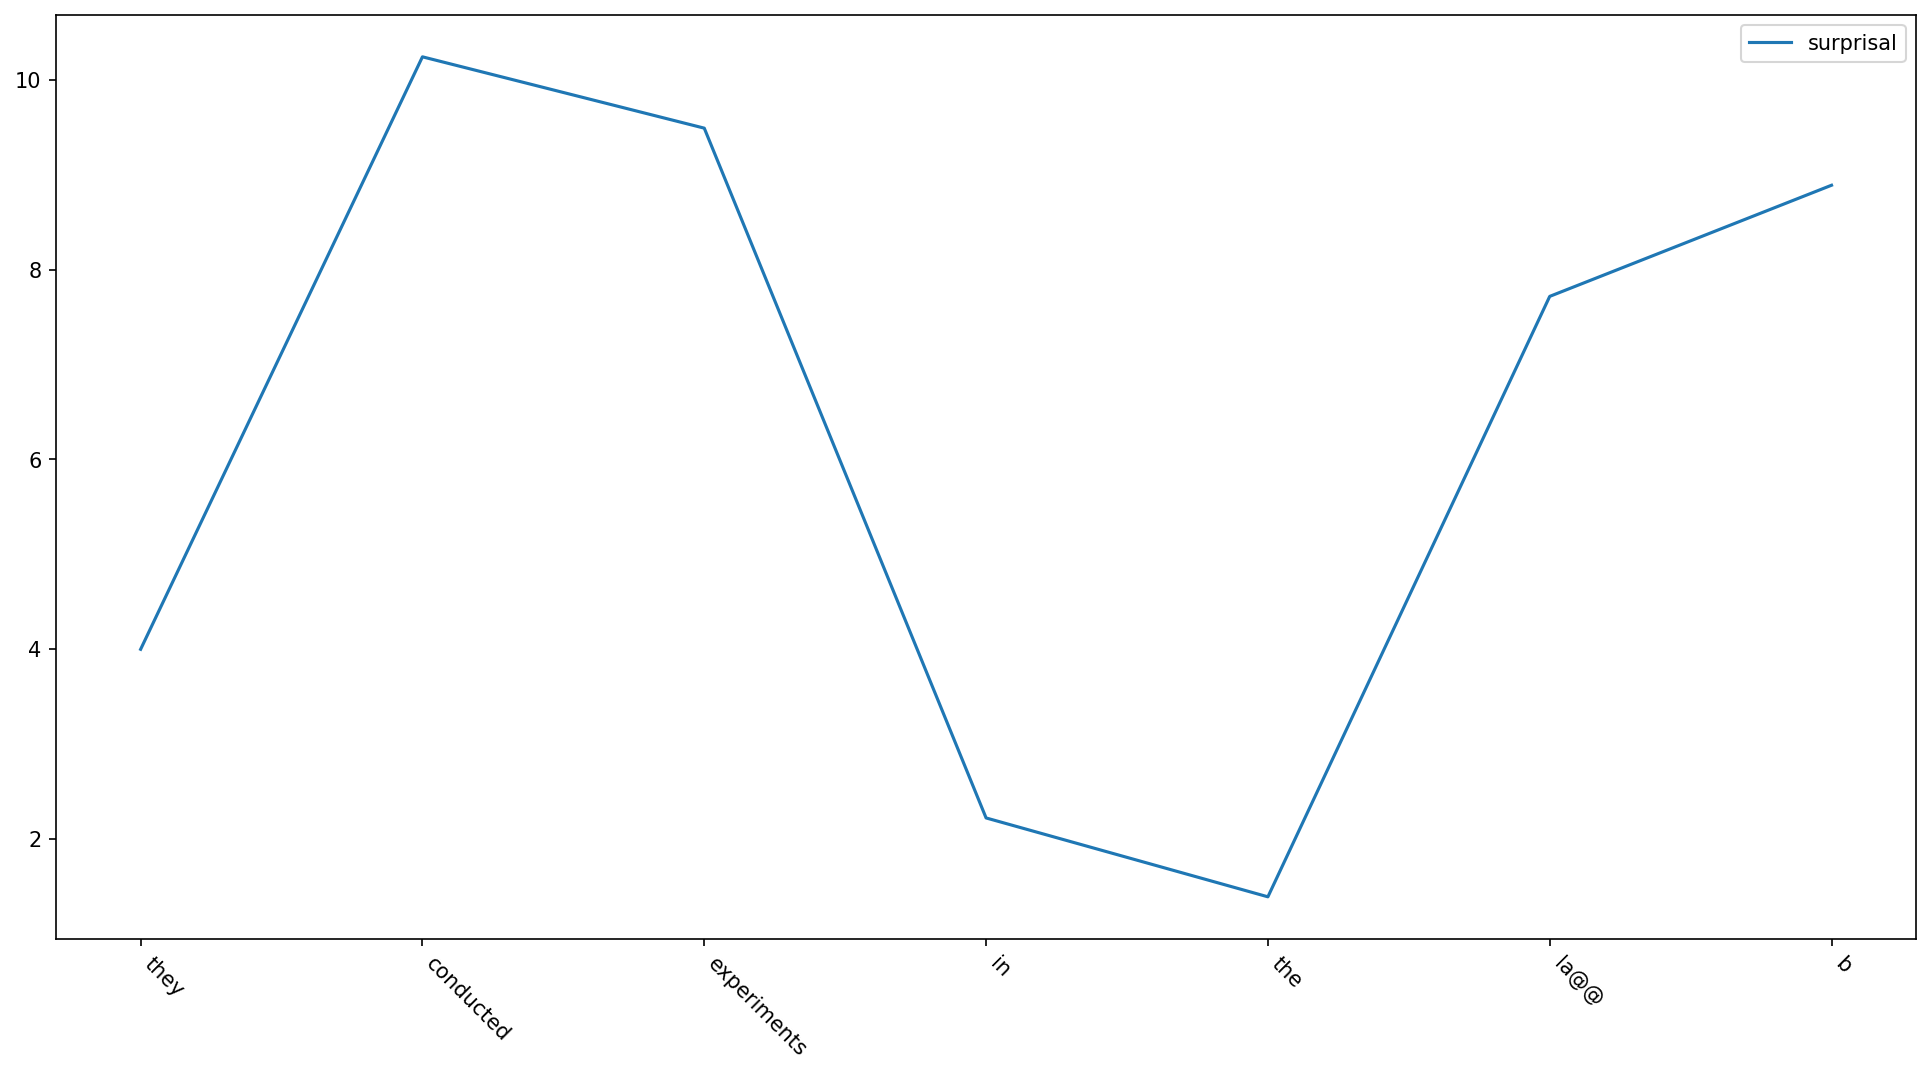 surprisal
10
8
6
4
2
they
conducted
experiments
in
the
la@@
b